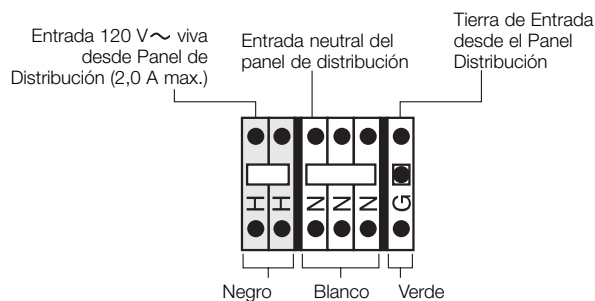 Entrada 120 V～ viva
desde Panel de
Distribución (2,0 A max.)
Entrada neutral del
panel de distribución
Tierra de Entrada
desde el Panel
Distribución
H H N N N G
Negro Blanco Verde